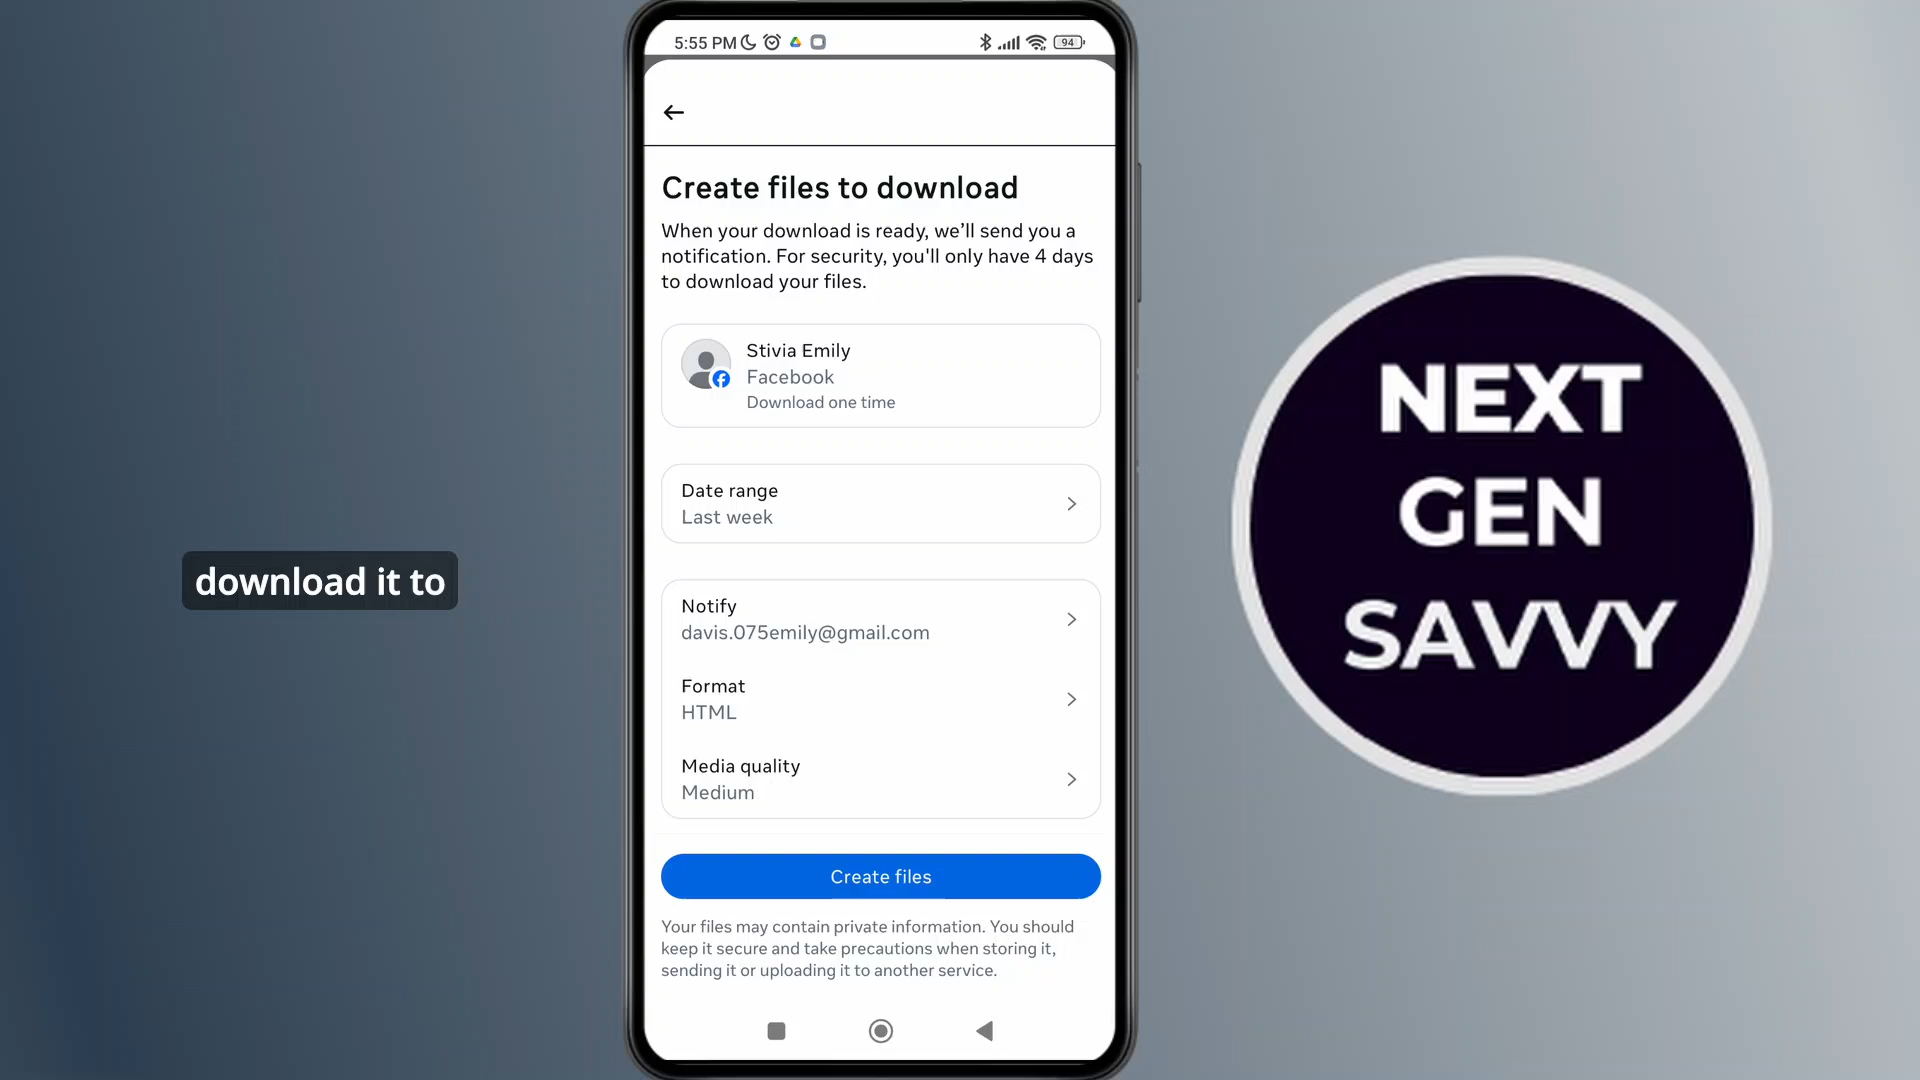 5:55 PM
94
Create files to download
When your download is ready, we’ll send you a
notification. For security, you'll only have 4 days
to download your files.
Stivia Emily
Facebook
Download one time
Date range
Last week
Notify
davis.075emily@gmail.com
Format
HTML
Media quality
Medium
Create files
Your files may contain private information. You should
keep it secure and take precautions when storing it,
sending it or uploading it to another service.
download it to
NEXT
GEN
SAVVY